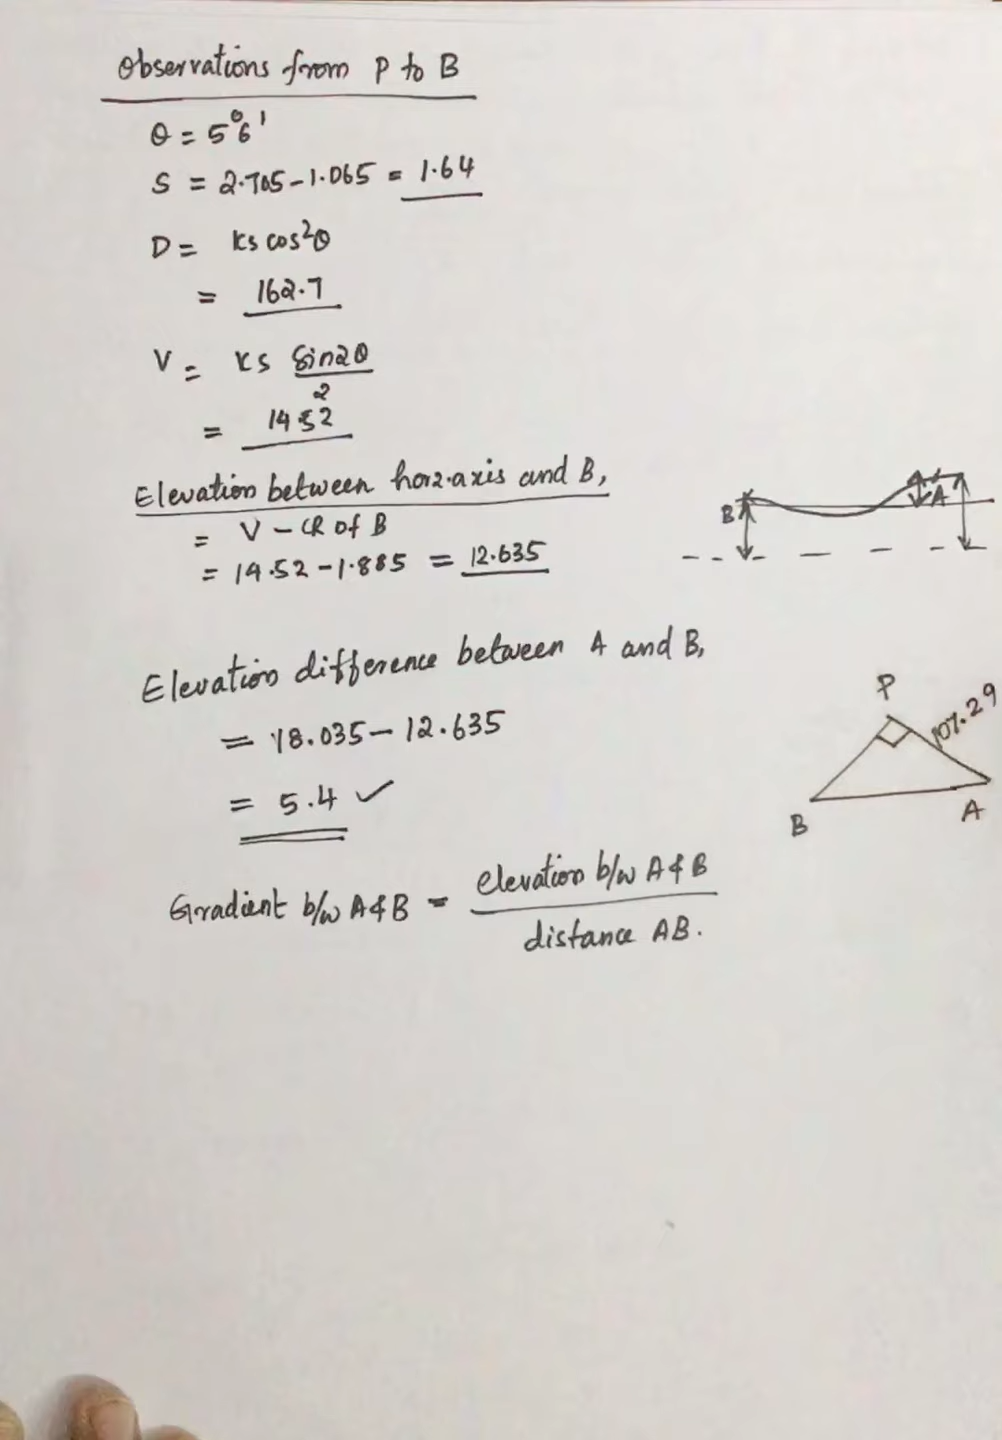 Observations from P to B
θ = 5°6'
S = 2.705-1.065 = 1.64
D = ks cos²θ
= 162.7
V = ks sin2θ
2
= 14.52
Elevation between horz.axis and B,
= V - CR of B
= 14.52 - 1.885 = 12.635
B
A
Elevation difference between A and B,
= 18.035 - 12.635
= 5.4 ✓
P
107.29
B
A
Gradient b/w A & B = elevation b/w A & B
distance AB.